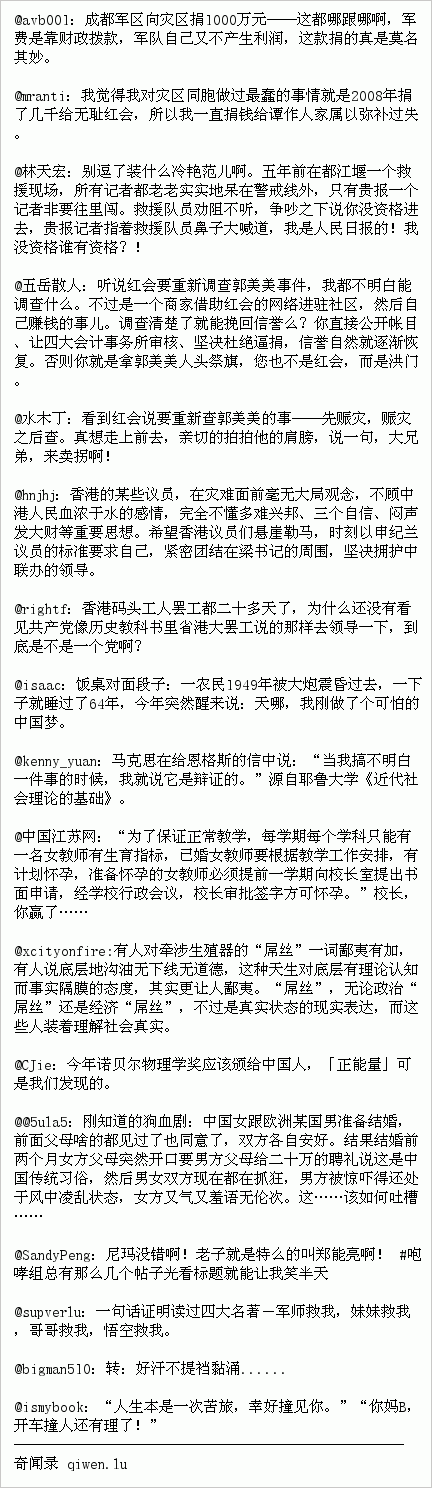 @avb001：成都军区向灾区捐1000万元——这都哪跟哪啊，军
费是靠财政拨款，军队自己又不产生利润，这款捐的真是莫名
其妙。
@mranti：我觉得我对灾区同胞做过最蠢的事情就是2008年捐
了几千给无耻红会，所以我一直捐钱给谭作人家属以弥补过失
。
@林天宏：别逗了装什么冷艳范儿啊。五年前在都江堰一个救
援现场，所有记者都老老实实地呆在警戒线外，只有贵报一个
记者非要往里闯。救援队员劝阻不听，争吵之下说你没资格进
去，贵报记者指着救援队员鼻子大喊道，我是人民日报的！我
没资格谁有资格？！
@五岳散人：听说红会要重新调查郭美美事件，我都不明白能
调查什么。不过是一个商家借助红会的网络进驻社区，然后自
己赚钱的事儿。调查清楚了就能挽回信誉么？你直接公开帐目
、让四大会计事务所审核、坚决杜绝逼捐，信誉自然就逐渐恢
复。否则你就是拿郭美美人头祭旗，您也不是红会，而是洪门
。
@水木丁：看到红会说要重新查郭美美的事——先赈灾，赈灾
之后查。真想走上前去，亲切的拍拍他的肩膀，说一句，大兄
弟，来卖拐啊！
@hnjhj：香港的某些议员，在灾难面前毫无大局观念，不顾中
港人民血浓于水的感情，完全不懂多难兴邦、三个自信、闷声
发大财等重要思想。希望香港议员们悬崖勒马，时刻以申纪兰
议员的标准要求自己，紧密团结在梁书记的周围，坚决拥护中
联办的领导。
@rightf：香港码头工人罢工都二十多天了，为什么还没有看
见共产党像历史教科书里省港大罢工说的那样去领导一下，到
底是不是一个党啊？
@isaac：饭桌对面段子：一农民1949年被大炮震昏过去，一下
子就睡过了64年，今年突然醒来说：天哪，我刚做了个可怕的
中国梦。
@kenny_yuan：马克思在给恩格斯的信中说：“当我搞不明白
一件事的时候，我就说它是辩证的。”源自耶鲁大学《近代社
会理论的基础》。
@中国江苏网：“为了保证正常教学，每学期每个学科只能有
一名女教师有生育指标，已婚女教师要根据教学工作安排，有
计划怀孕，准备怀孕的女教师必须提前一学期向校长室提出书
面申请，经学校行政会议，校长审批签字方可怀孕。”校长，
你赢了……
@xcityonfire:有人对牵涉生殖器的“屌丝”一词鄙夷有加，
有人说底层地沟油无下线无道德，这种天生对底层有理论认知
而事实隔膜的态度，其实更让人鄙夷。“屌丝”，无论政治“
屌丝”还是经济“屌丝”，不过是真实状态的现实表达，而这
些人装着理解社会真实。
@CJie：今年诺贝尔物理学奖应该颁给中国人，「正能量」可
是我们发现的。
@05ula5：刚知道的狗血剧：中国女跟欧洲某国男准备结婚，
前面父母啥的都见过了也同意了，双方各自安好。结果结婚前
两个月女方父母突然开口要男方父母给二十万的聘礼说这是中
国传统习俗，然后男女双方现在都在抓狂，男方被惊吓得还处
于风中凌乱状态，女方又气又羞语无伦次。这……该如何吐槽
……
@SandyPeng：尼玛没错啊！老子就是特么的叫郑能亮啊！ #咆
哮组总有那么几个帖子光看标题就能让我笑半天
@supverlu：一句话证明读过四大名著－军师救我，妹妹救我
，哥哥救我，悟空救我。
@bigman510：转：好汗不提裆黏涌......
@ismybook：“人生本是一次苦旅，幸好撞见你。”“你妈B，
开车撞人还有理了！”
奇闻录 qiwen.lu